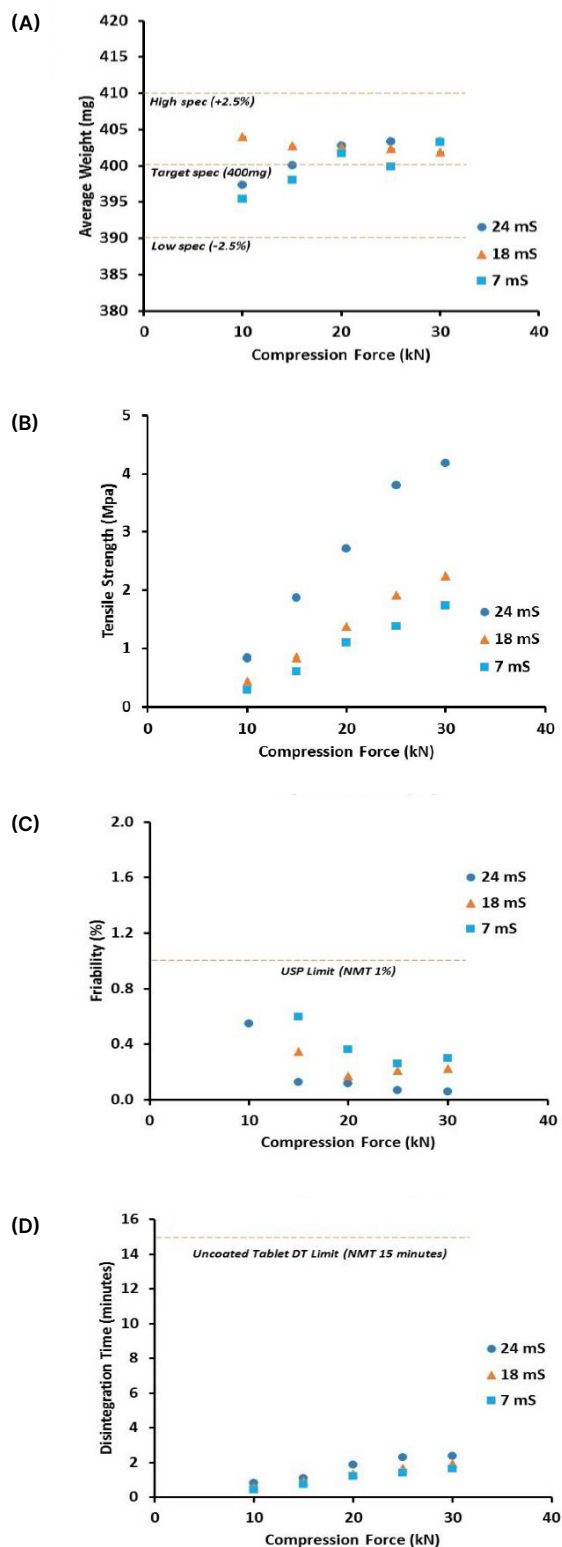 (A)
420
410
High spec (+2.5%)
405
400
Target spec (400mg)
395
390
Low spec (-2.5%)
385
380
Average Weight (mg)
0 10 20 30 40
Compression Force (kN)
24 mS
18 mS
7 mS
(B)
5
4
3
2
1
0
Tensile Strength (Mpa)
0 10 20 30 40
Compression Force (kN)
24 mS
18 mS
7 mS
(C)
2.0
1.6
1.2
0.8
0.4
0.0
Friability (%)
USP Limit (NMT 1%)
0 10 20 30 40
Compression Force (kN)
24 mS
18 mS
7 mS
(D)
16
14
12
10
8
6
4
2
0
Disintegration Time (minutes)
Uncoated Tablet DT Limit (NMT 15 minutes)
0 10 20 30 40
Compression Force (kN)
24 mS
18 mS
7 mS